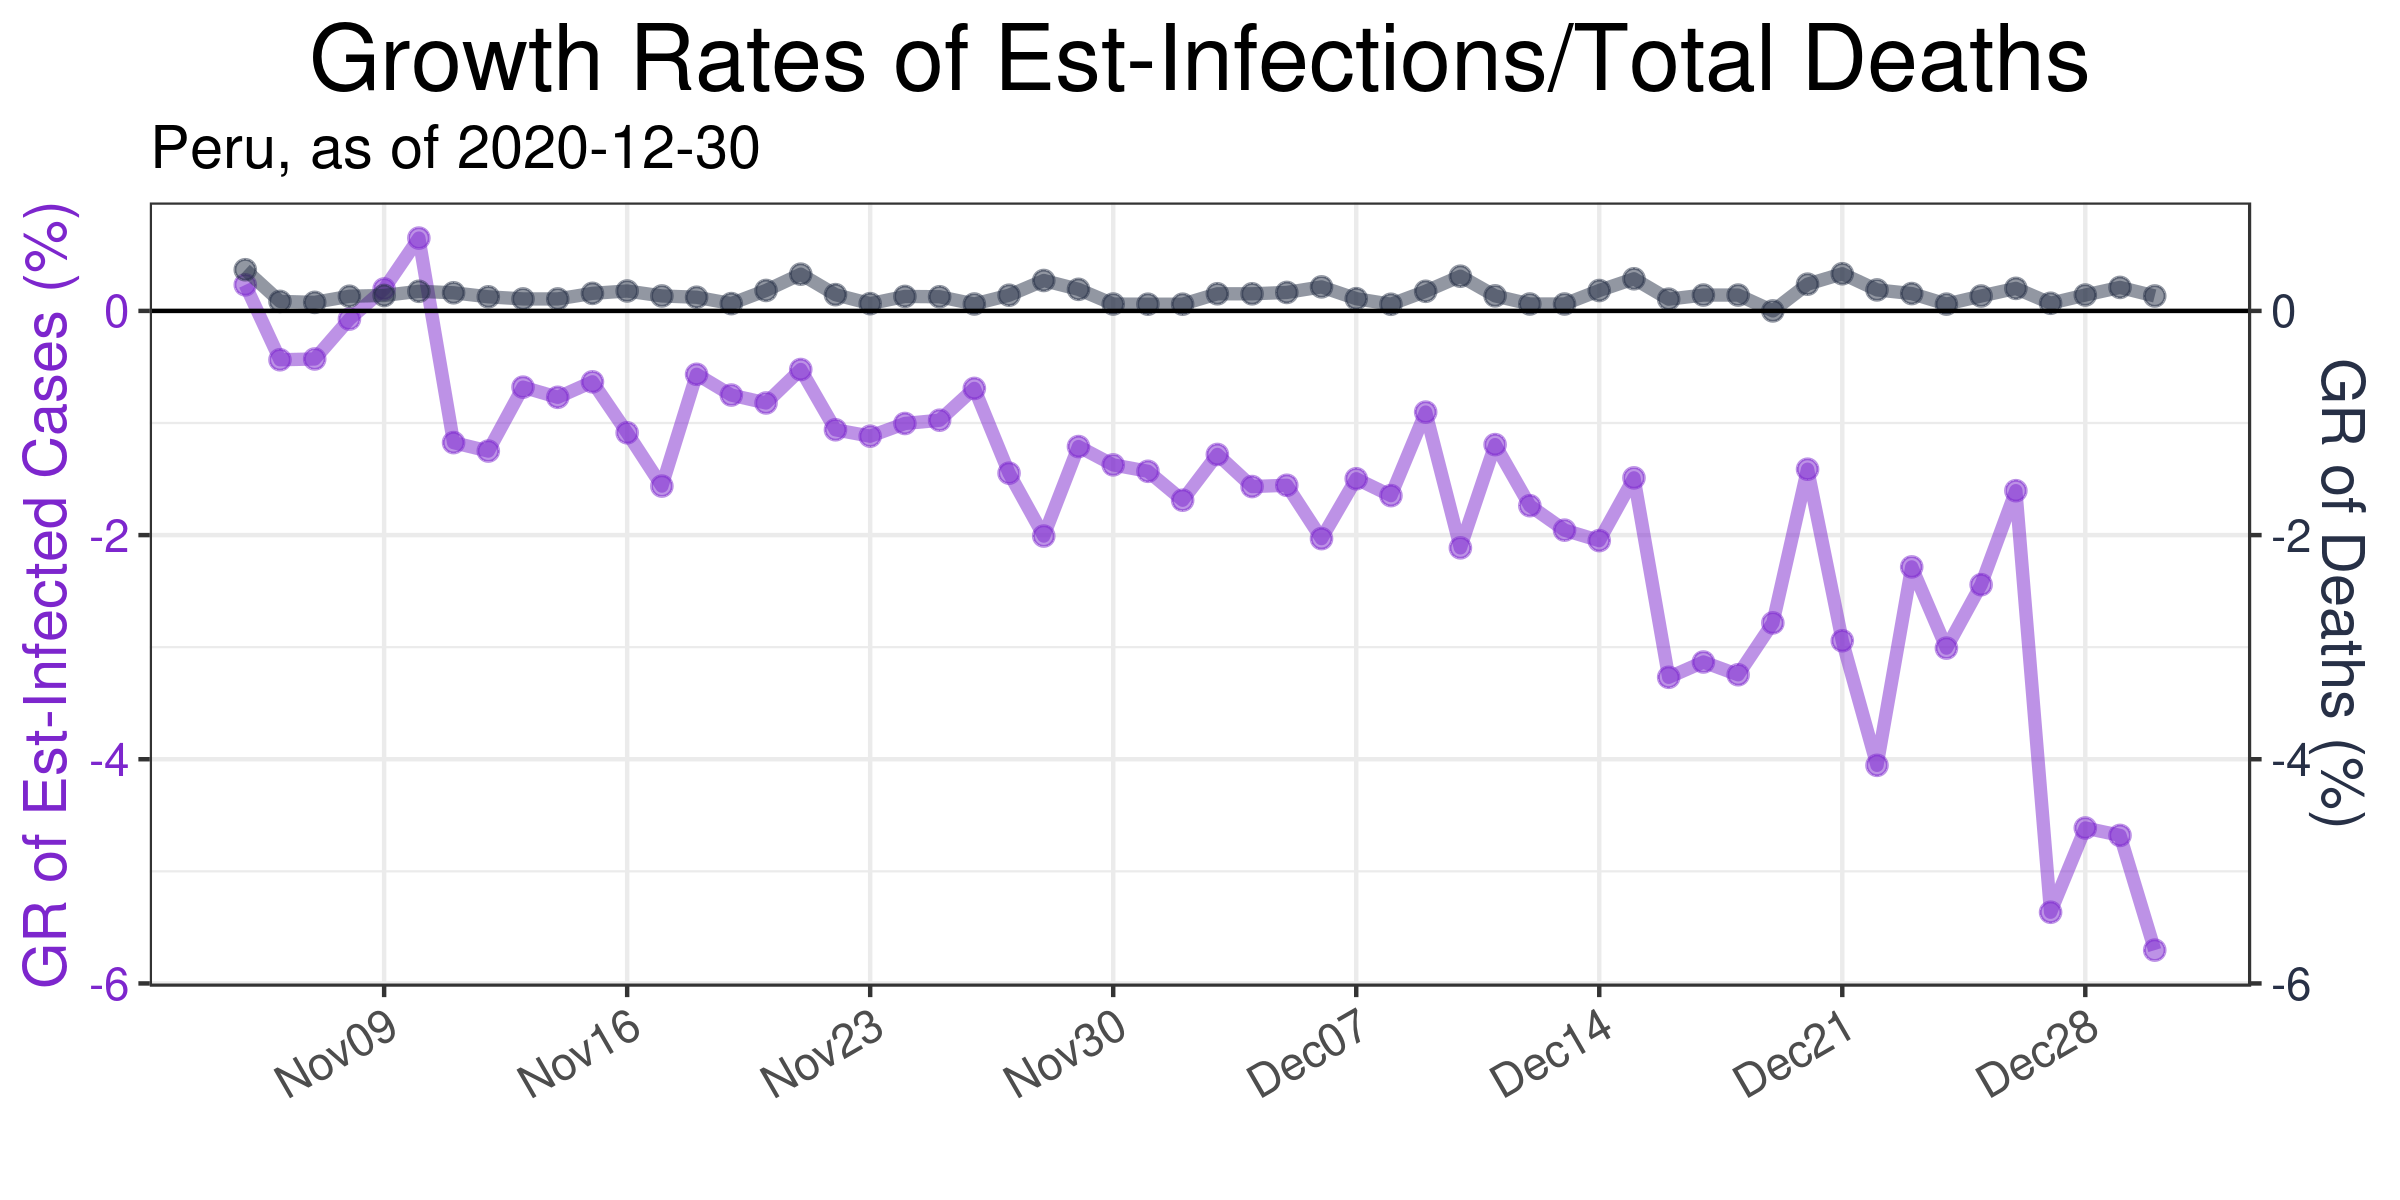 Growth Rates of Est-Infections/Total Deaths
Peru, as of 2020-12-30
GR of Est-Infected Cases (%)
0
-2
-4
-6
0
-2
-4
-6
GR of Deaths (%)
Nov09
Nov16
Nov23
Nov30
Dec07
Dec14
Dec21
Dec28